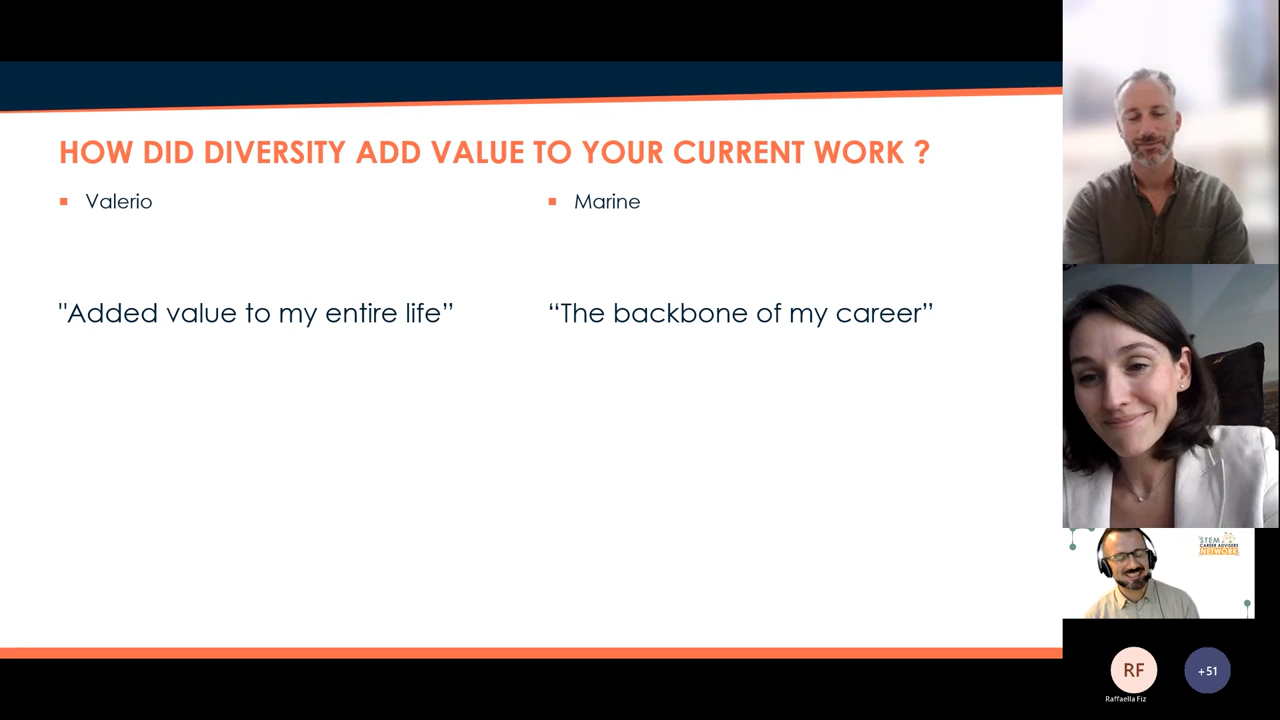 HOW DID DIVERSITY ADD VALUE TO YOUR CURRENT WORK ?
▪ Valerio
▪ Marine
"Added value to my entire life”
“The backbone of my career”
STEM
CAREER ADVISERS
NETWORK
RF
+51
Raffaella Fiz